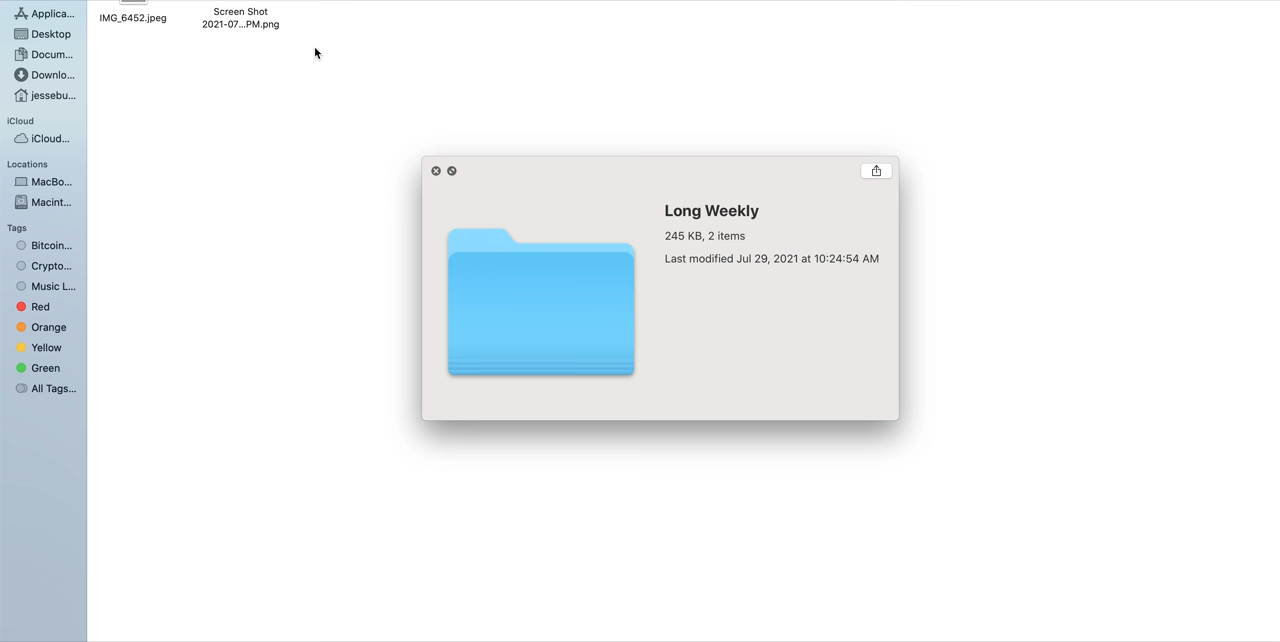 Applica...
Desktop
Docum...
Downlo...
jessebu...
iCloud
iCloud...
Locations
MacBo...
Macint...
Tags
Bitcoin...
Crypto...
Music L...
Red
Orange
Yellow
Green
All Tags...
IMG_6452.jpeg
Screen Shot
2021-07...PM.png
Long Weekly
245 KB, 2 items
Last modified Jul 29, 2021 at 10:24:54 AM